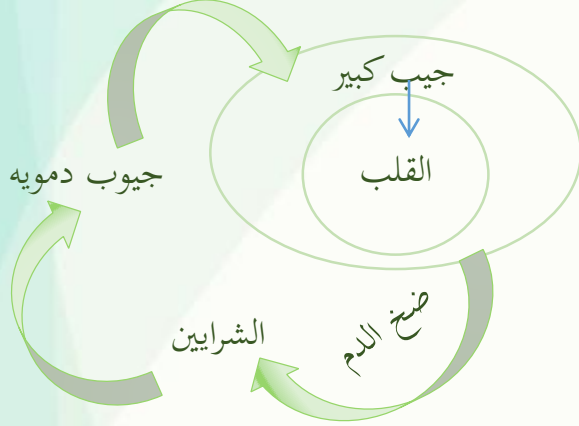 جيب كبير
القلب
جيوب دمويه
ضخ الدم
الشرايين